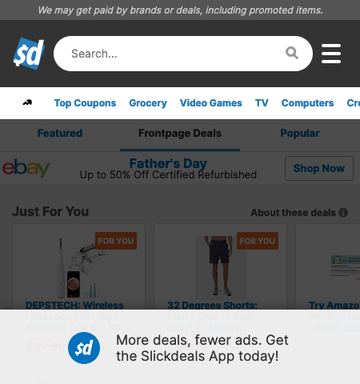 We may get paid by brands or deals, including promoted items.
sd
Search...
Top Coupons Grocery Video Games TV Computers Cr
Featured Frontpage Deals Popular
ebay
Father's Day
Up to 50% Off Certified Refurbished
Shop Now
Just For You
About these deals
FOR YOU
FOR YOU
DEPSTECH: Wireless
32 Degrees Shorts:
Try Amazo
sd
More deals, fewer ads. Get
the Slickdeals App today!